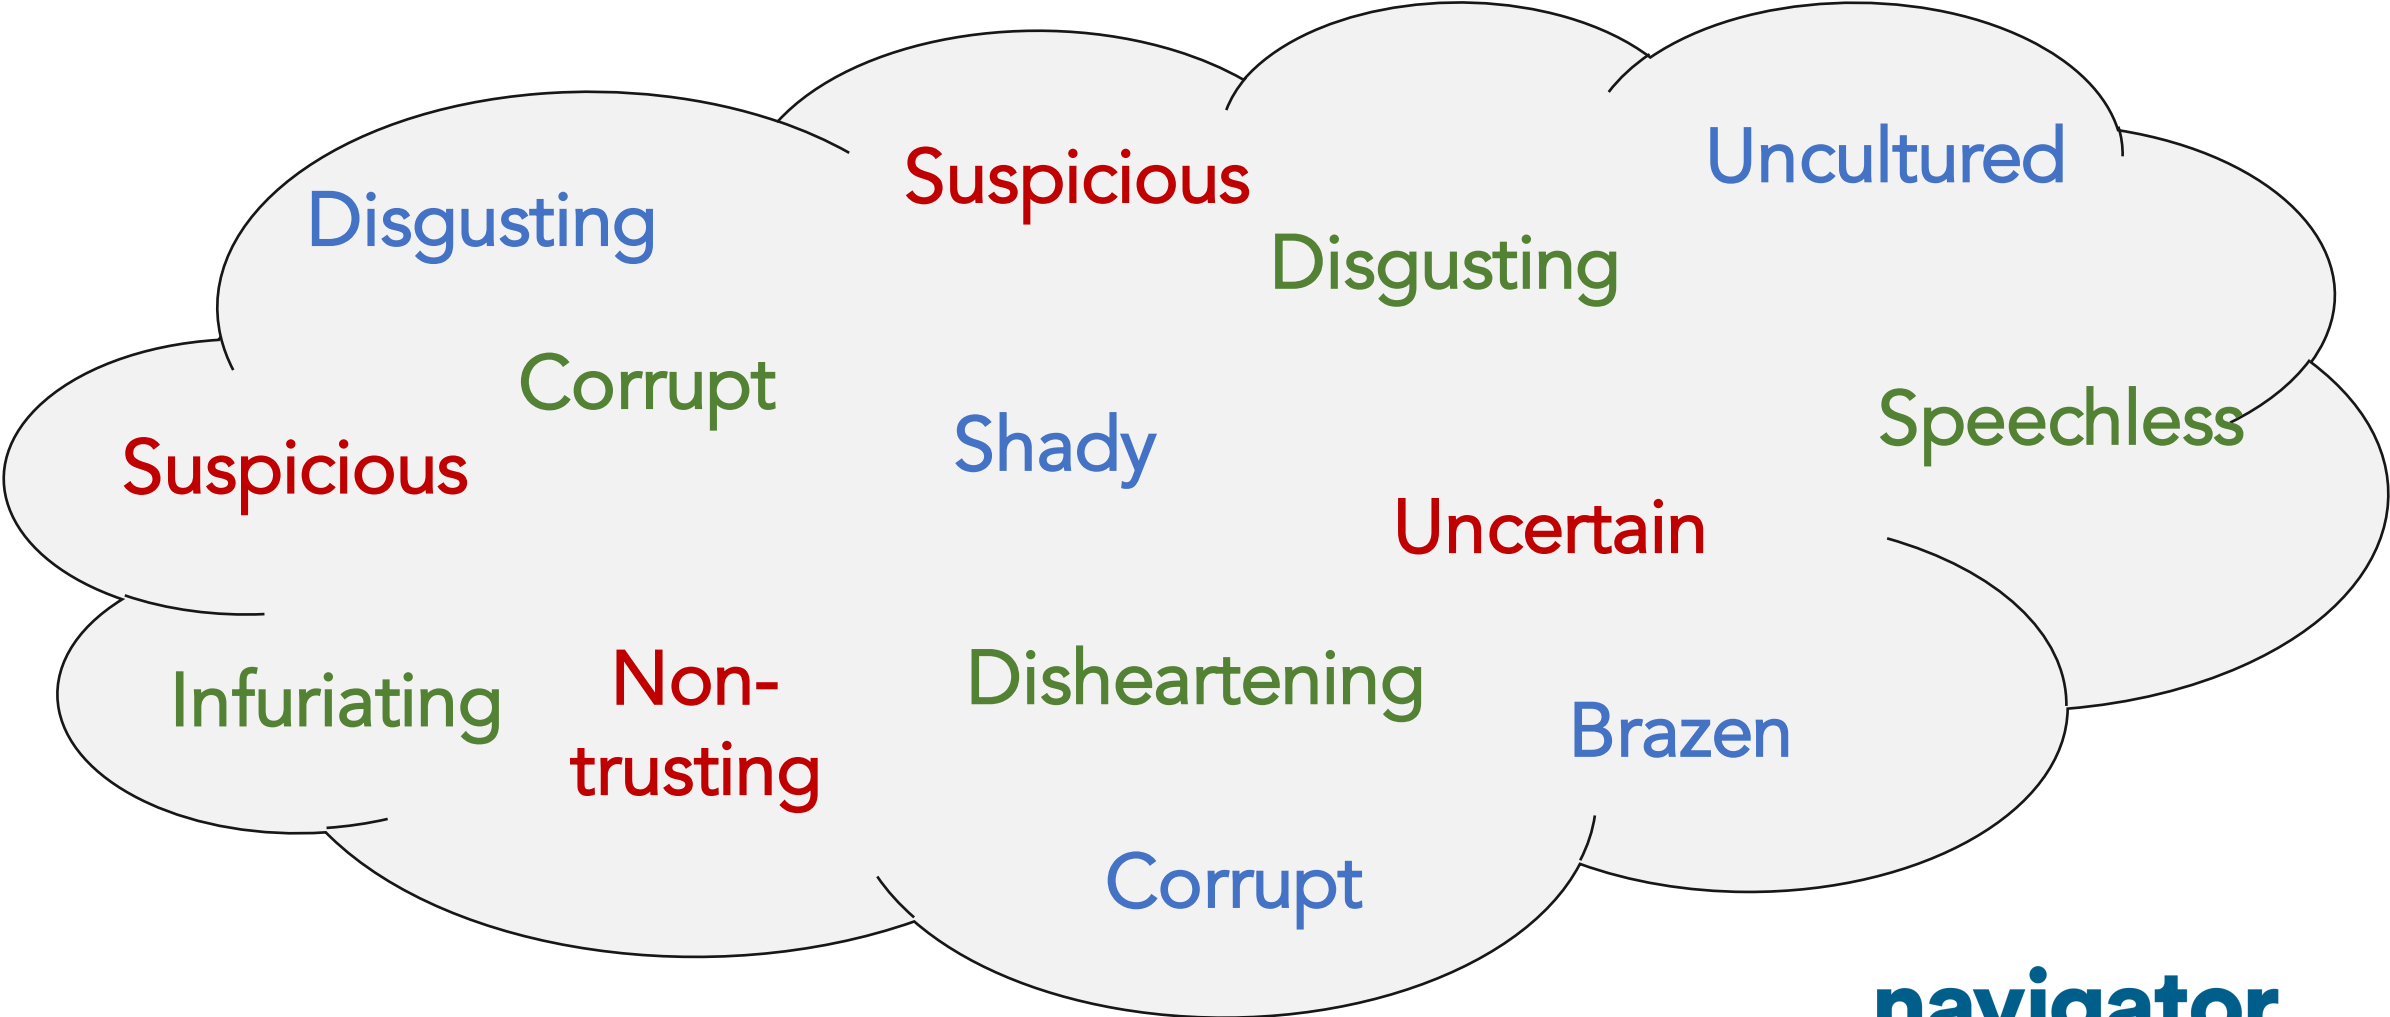 Uncultured
Suspicious
Disgusting
Disgusting
Corrupt
Speechless
Shady
Suspicious
Uncertain
Non-
trusting
Disheartening
Infuriating
Brazen
Corrupt
navigator